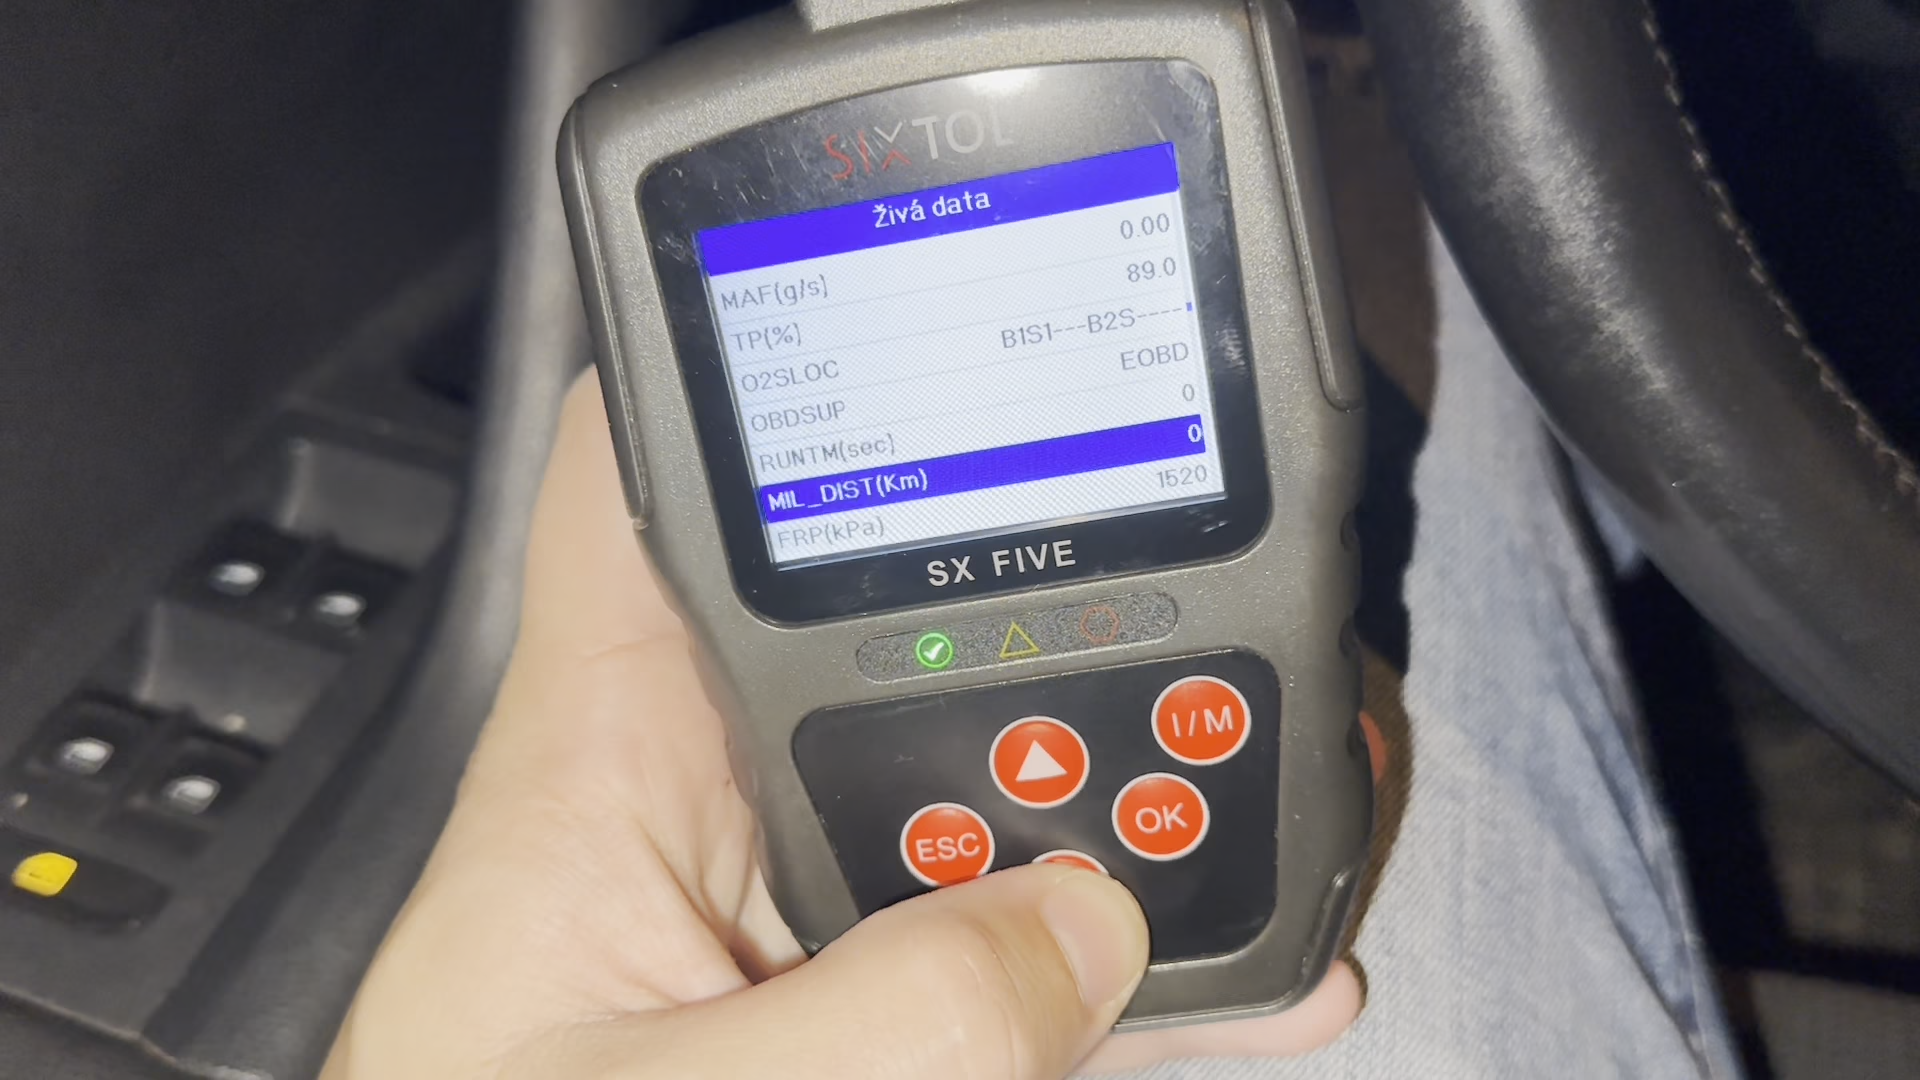 SIXTOL
Živá data
MAF(g/s) 0.00
TP(%) 89.0
O2SLOC B1S1---B2S-----
OBDSUP EOBD
RUNTM(sec) 0
MIL_DIST(Km) 0
FRP(kPa) 1520
SX FIVE
I/M
OK
ESC